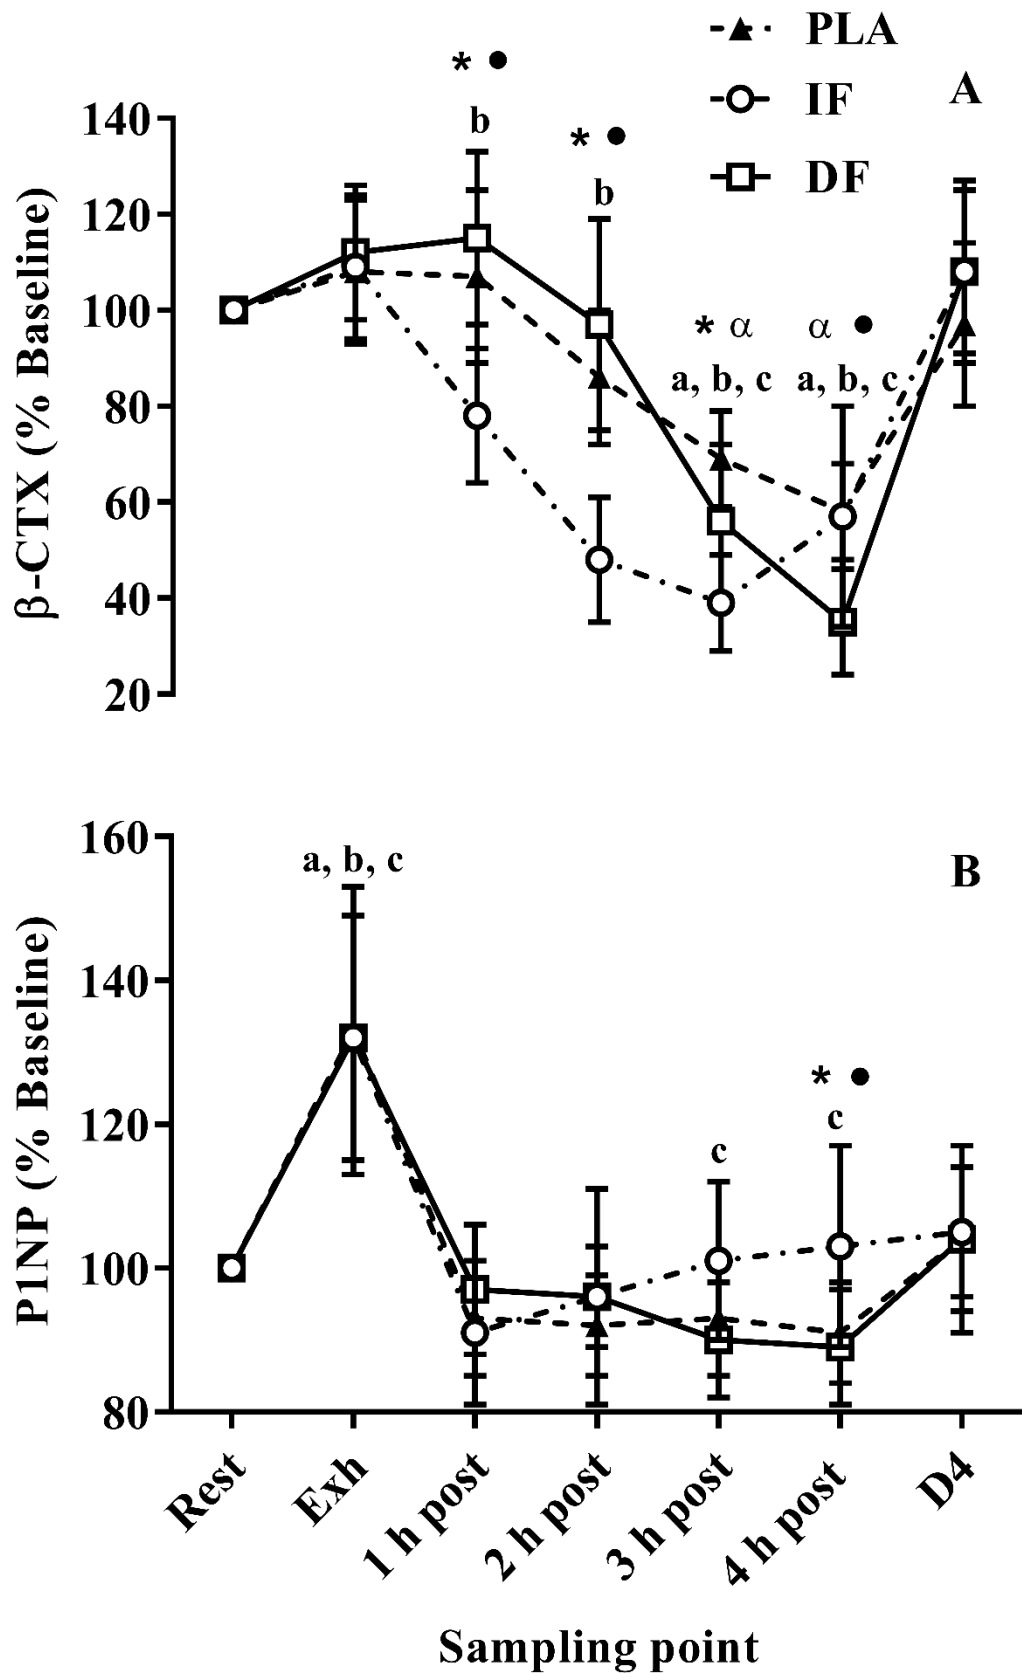 PLA
IF
DF
A
* ●
b
* ●
b
* α
α ●
a, b, c
a, b, c
140
120
100
80
60
40
20
β-CTX (% Baseline)
B
a, b, c
* ●
c
c
160
140
120
100
80
P1NP (% Baseline)
Rest
Exh
1 h post
2 h post
3 h post
4 h post
D4
Sampling point